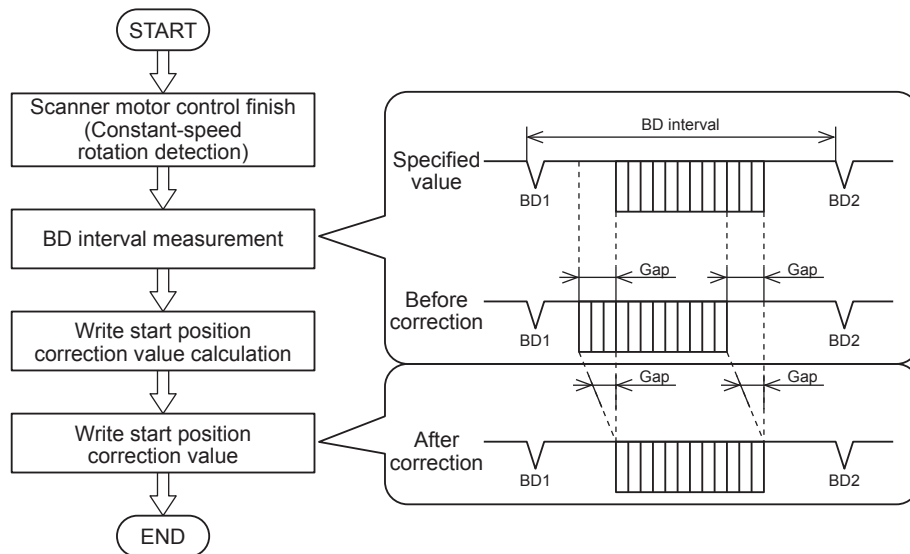 START
Scanner motor control finish
(Constant-speed
rotation detection)
BD interval measurement
Write start position
correction value calculation
Write start position
correction value
END
BD interval
Specified
value
BD1
BD2
Gap
Gap
Before
correction
BD1
BD2
Gap
Gap
After
correction
BD1
BD2